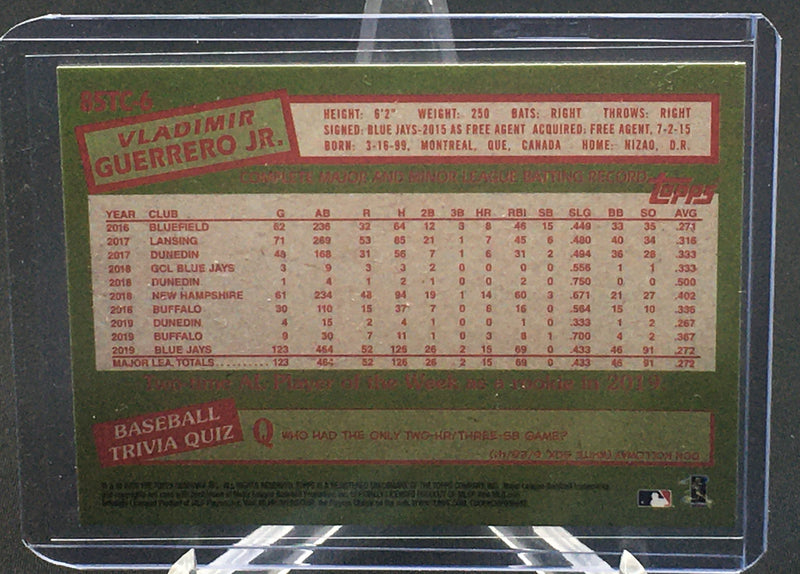 85TC-6
VLADIMIR
GUERRERO JR.
HEIGHT: 6'2" WEIGHT: 250 BATS: RIGHT THROWS: RIGHT
SIGNED: BLUE JAYS-2015 AS FREE AGENT ACQUIRED: FREE AGENT, 7-2-15
BORN: 3-16-99, MONTREAL, QUE, CANADA HOME: NIZAO, D.R.
COMPLETE MAJOR AND MINOR LEAGUE BATTING RECORD
topps
YEAR CLUB G AB R H 2B 3B HR RBI SB SLG BB SO AVG
2016 BLUEFIELD 62 236 32 64 12 3 8 46 15 .449 33 35 .271
2017 LANSING 71 269 53 85 21 1 7 45 6 .480 40 34 .316
2017 DUNEDIN 48 168 31 56 7 1 6 31 2 .494 36 28 .333
2018 GCL BLUE JAYS 3 9 3 3 2 0 0 0 0 .556 1 1 .333
2018 DUNEDIN 1 4 1 2 1 0 0 2 0 .750 0 0 .500
2018 NEW HAMPSHIRE 61 234 48 94 19 1 14 60 3 .671 21 27 .402
2018 BUFFALO 30 110 15 37 7 0 6 16 0 .564 15 10 .336
2019 DUNEDIN 4 15 2 4 1 0 0 1 0 .333 1 2 .267
2019 BUFFALO 9 30 7 11 1 0 3 8 1 .700 4 2 .367
2019 BLUE JAYS 123 464 52 126 26 2 15 69 0 .433 46 91 .272
MAJOR LEA. TOTALS 123 464 52 126 26 2 15 69 0 .433 46 91 .272
Two-time AL Player of the Week as a rookie in 2019.
BASEBALL
TRIVIA QUIZ
Q WHO HAD THE ONLY TWO-HR/THREE-SB GAME?